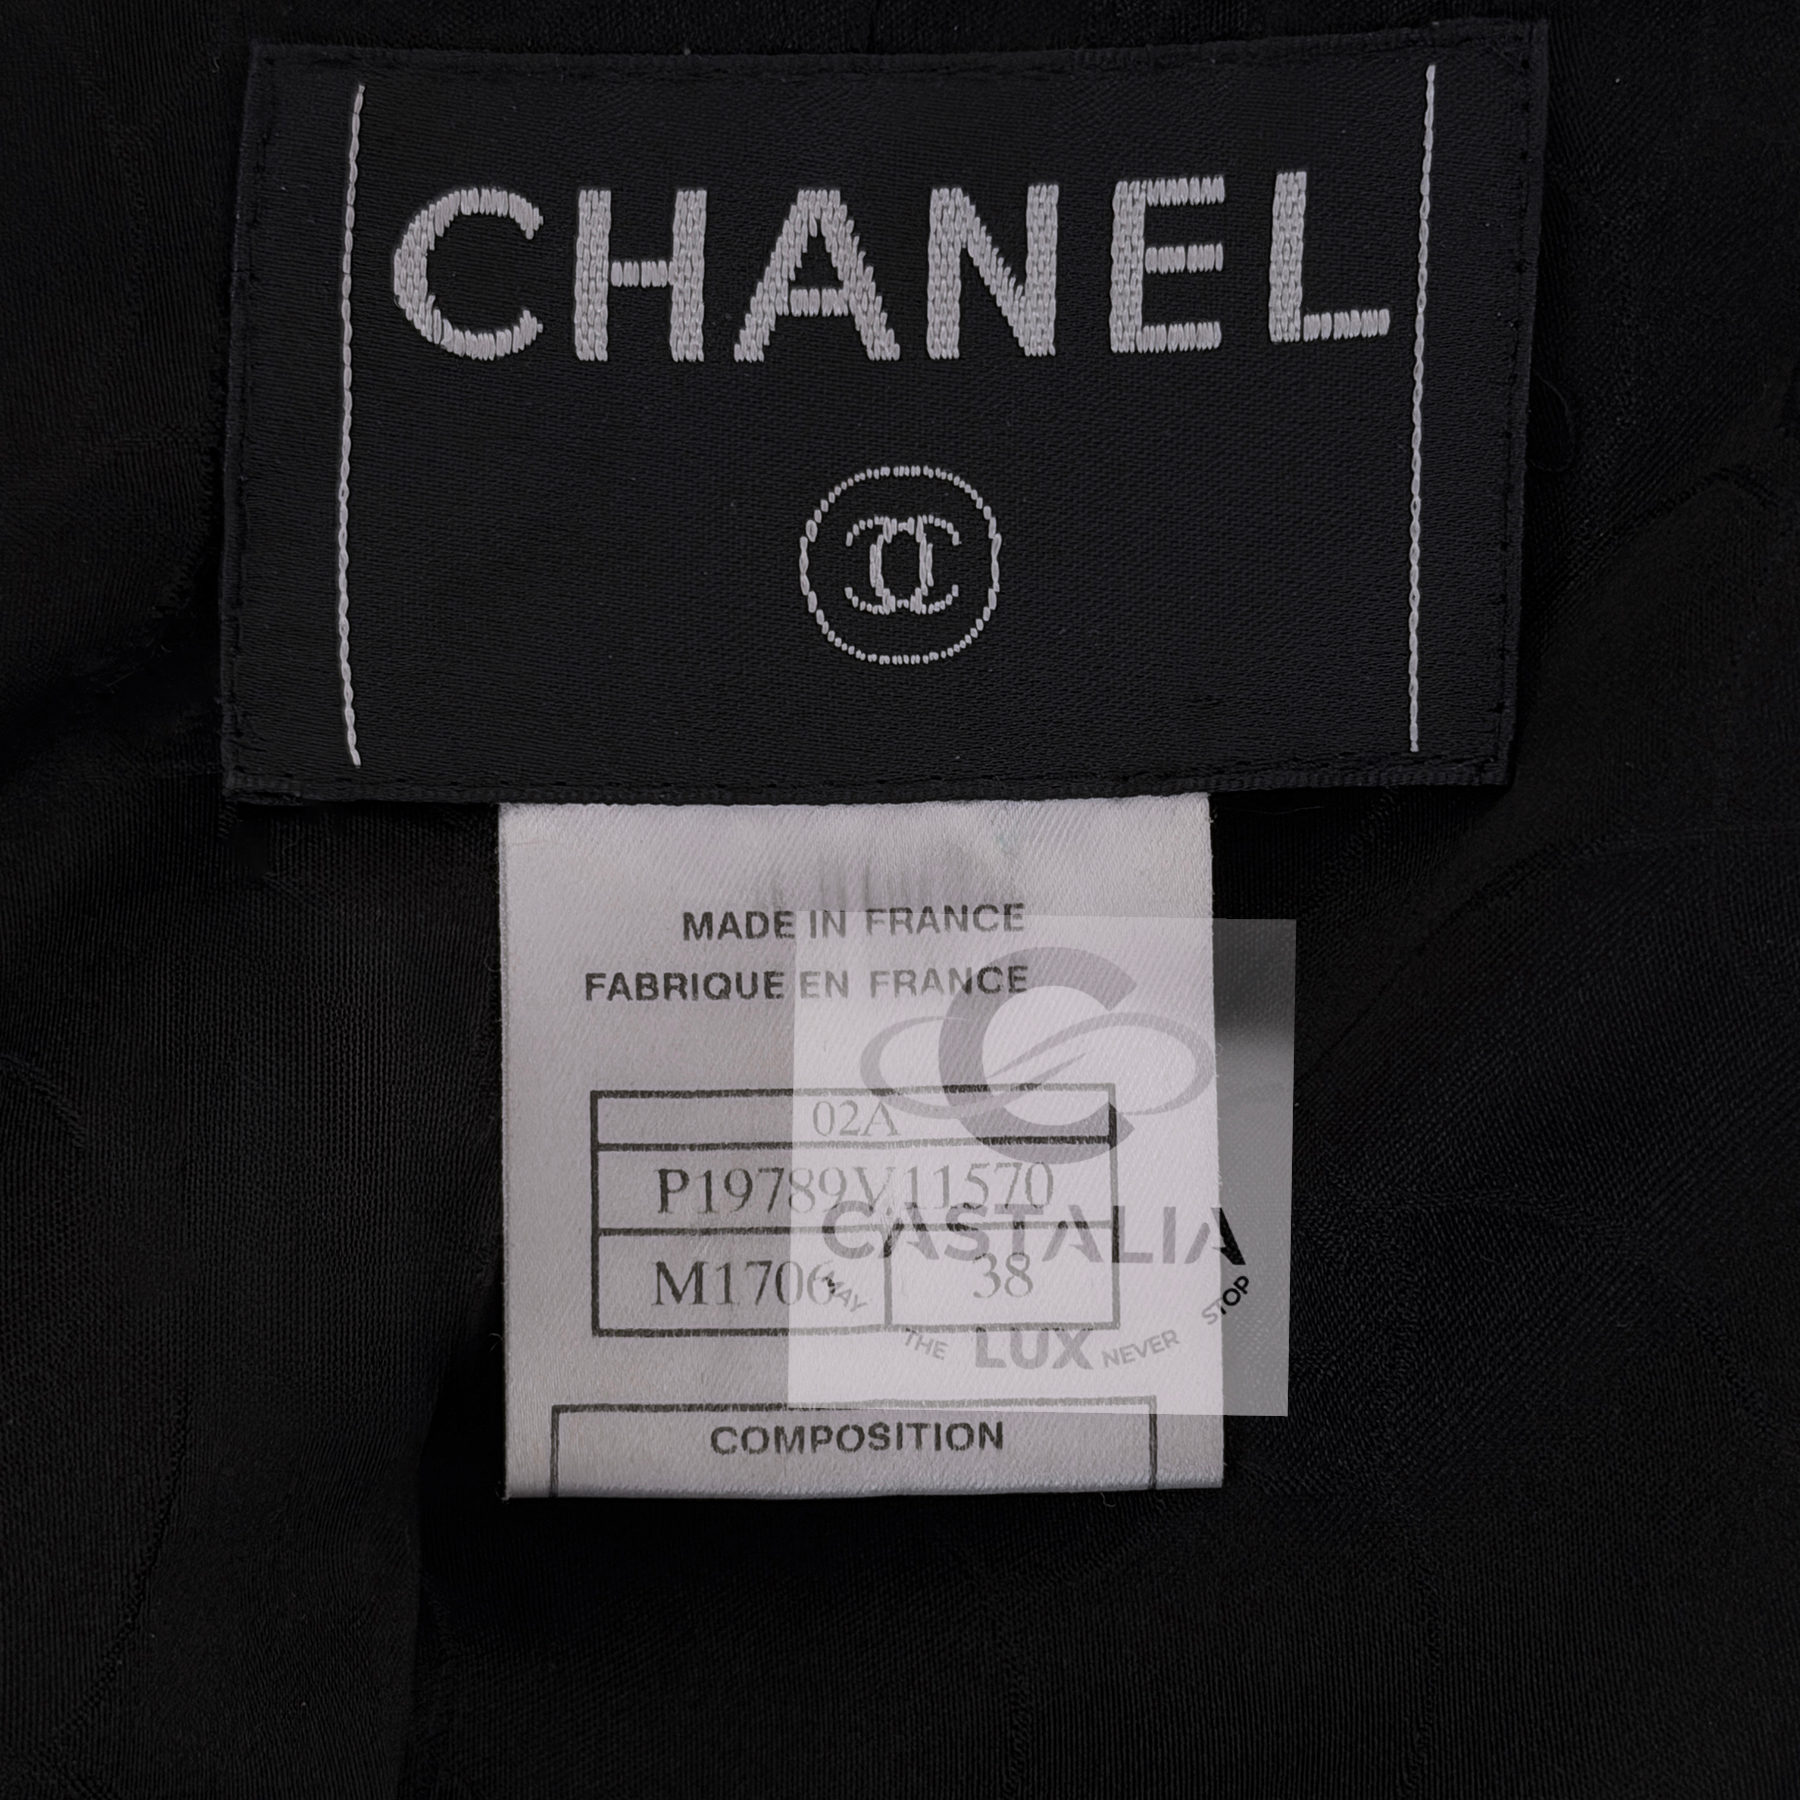 CHANEL
MADE IN FRANCE
FABRIQUE EN FRANCE
02A
P19789V11570
M1706 38
COMPOSITION
CASTALIA
MAY THE LUX NEVER STOP